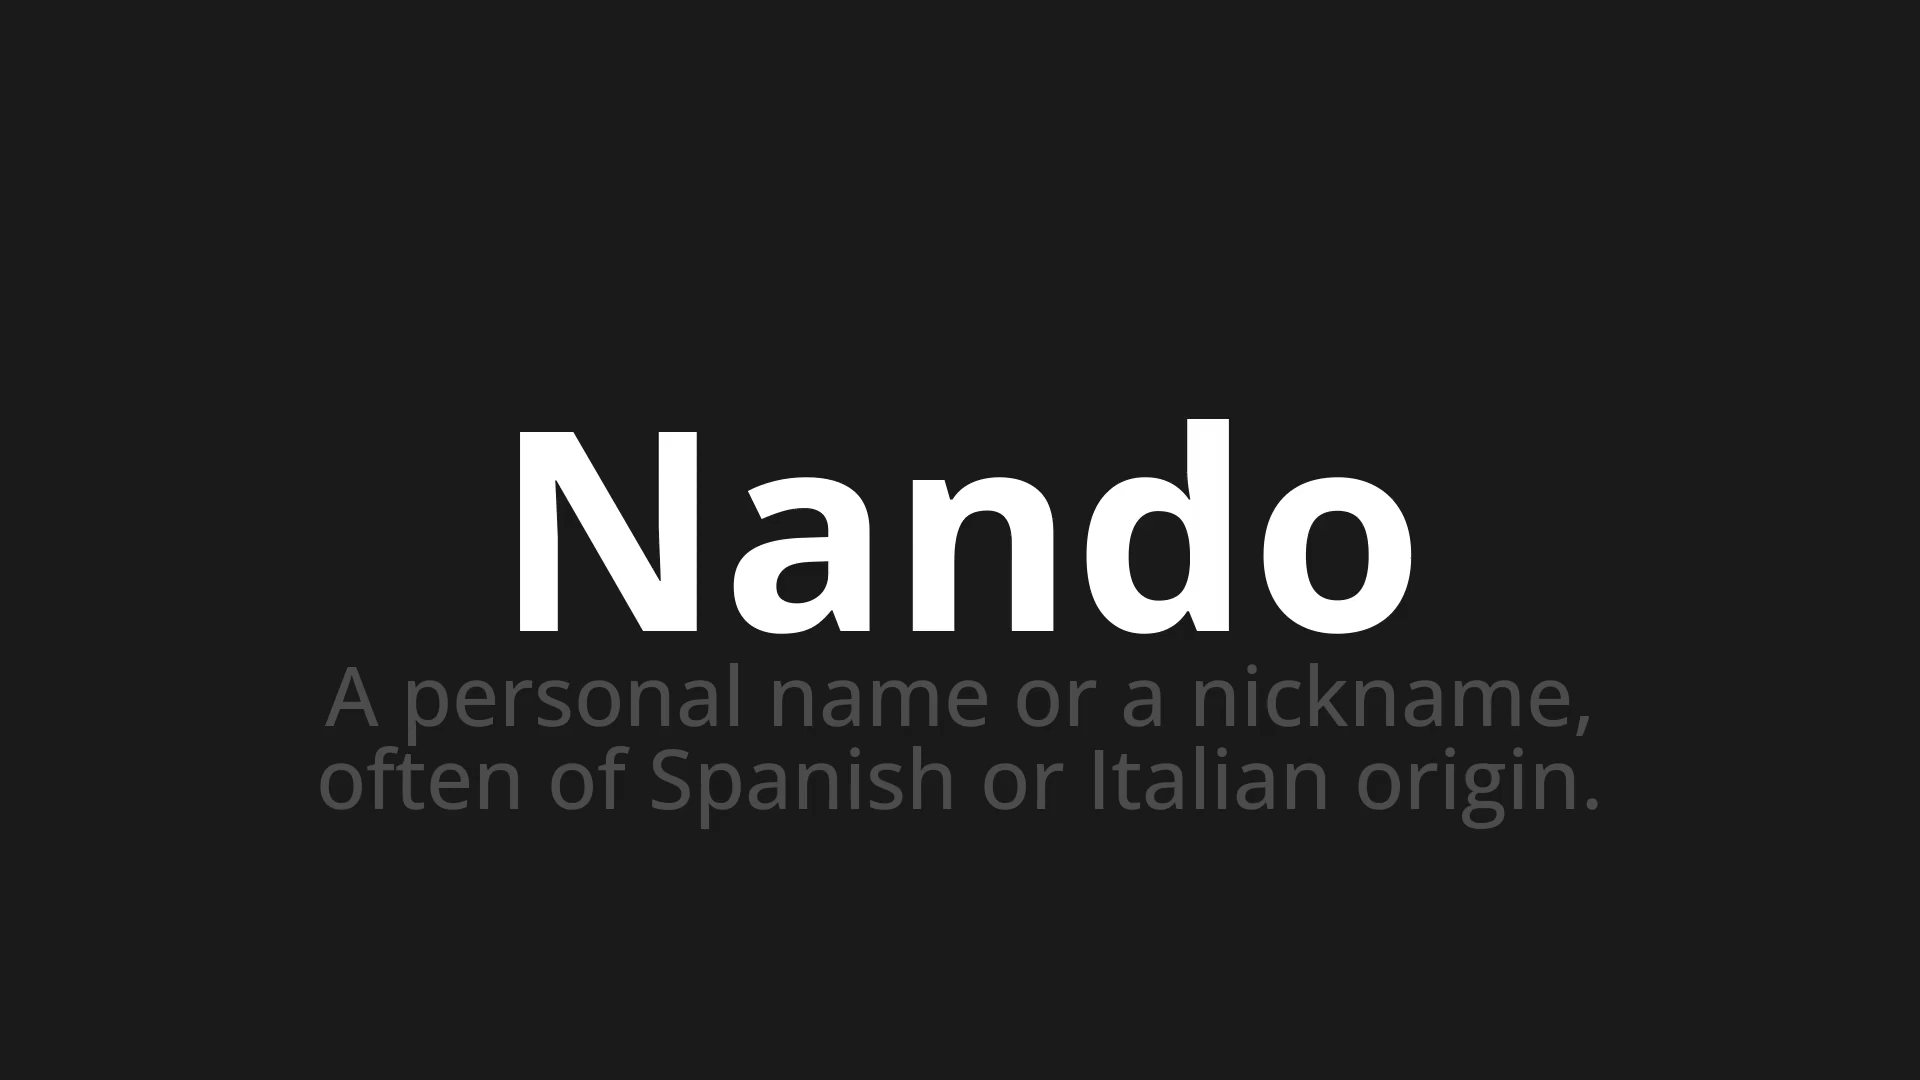 Nando
A personal name or a nickname,
often of Spanish or Italian origin.